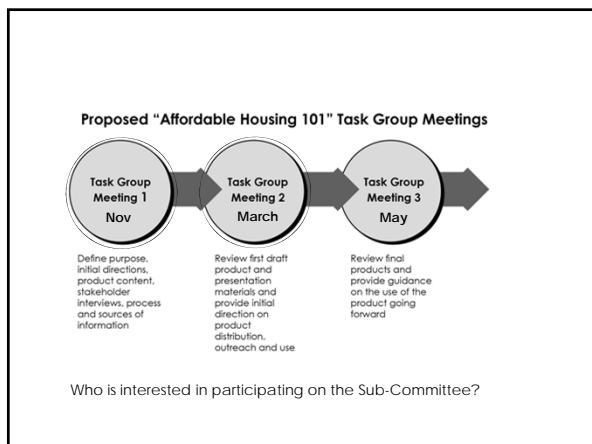 Proposed “Affordable Housing 101” Task Group Meetings
Task Group
Meeting 1
Nov
Task Group
Meeting 2
March
Task Group
Meeting 3
May
Define purpose,
initial directions,
product content,
stakeholder
interviews, process
and sources of
information
Review first draft
product and
presentation
materials and
provide initial
direction on
product
distribution,
outreach and use
Review final
products and
provide guidance
on the use of the
product going
forward
Who is interested in participating on the Sub-Committee?